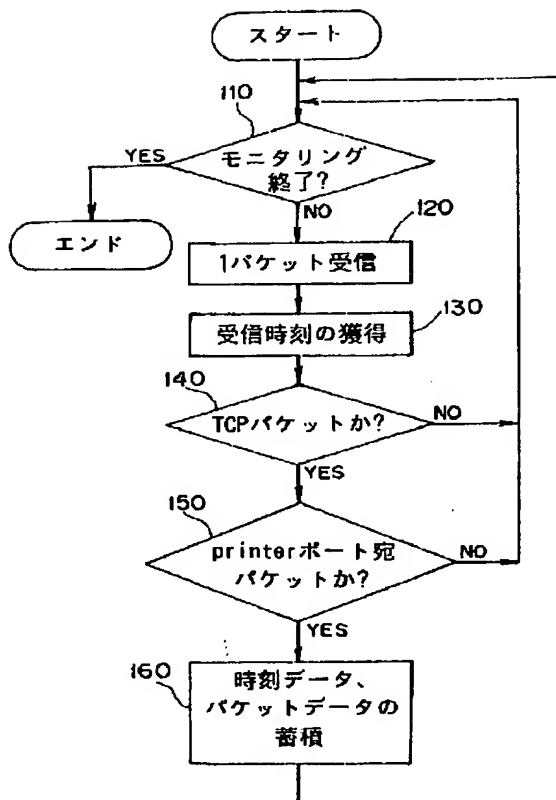 スタート
110
YES
モニタリング
終了?
NO
エンド
120
1パケット受信
130
受信時刻の獲得
140
TCPパケットか?
NO
YES
150
printerポート宛
パケットか?
NO
YES
160
時刻データ、
パケットデータの
蓄積